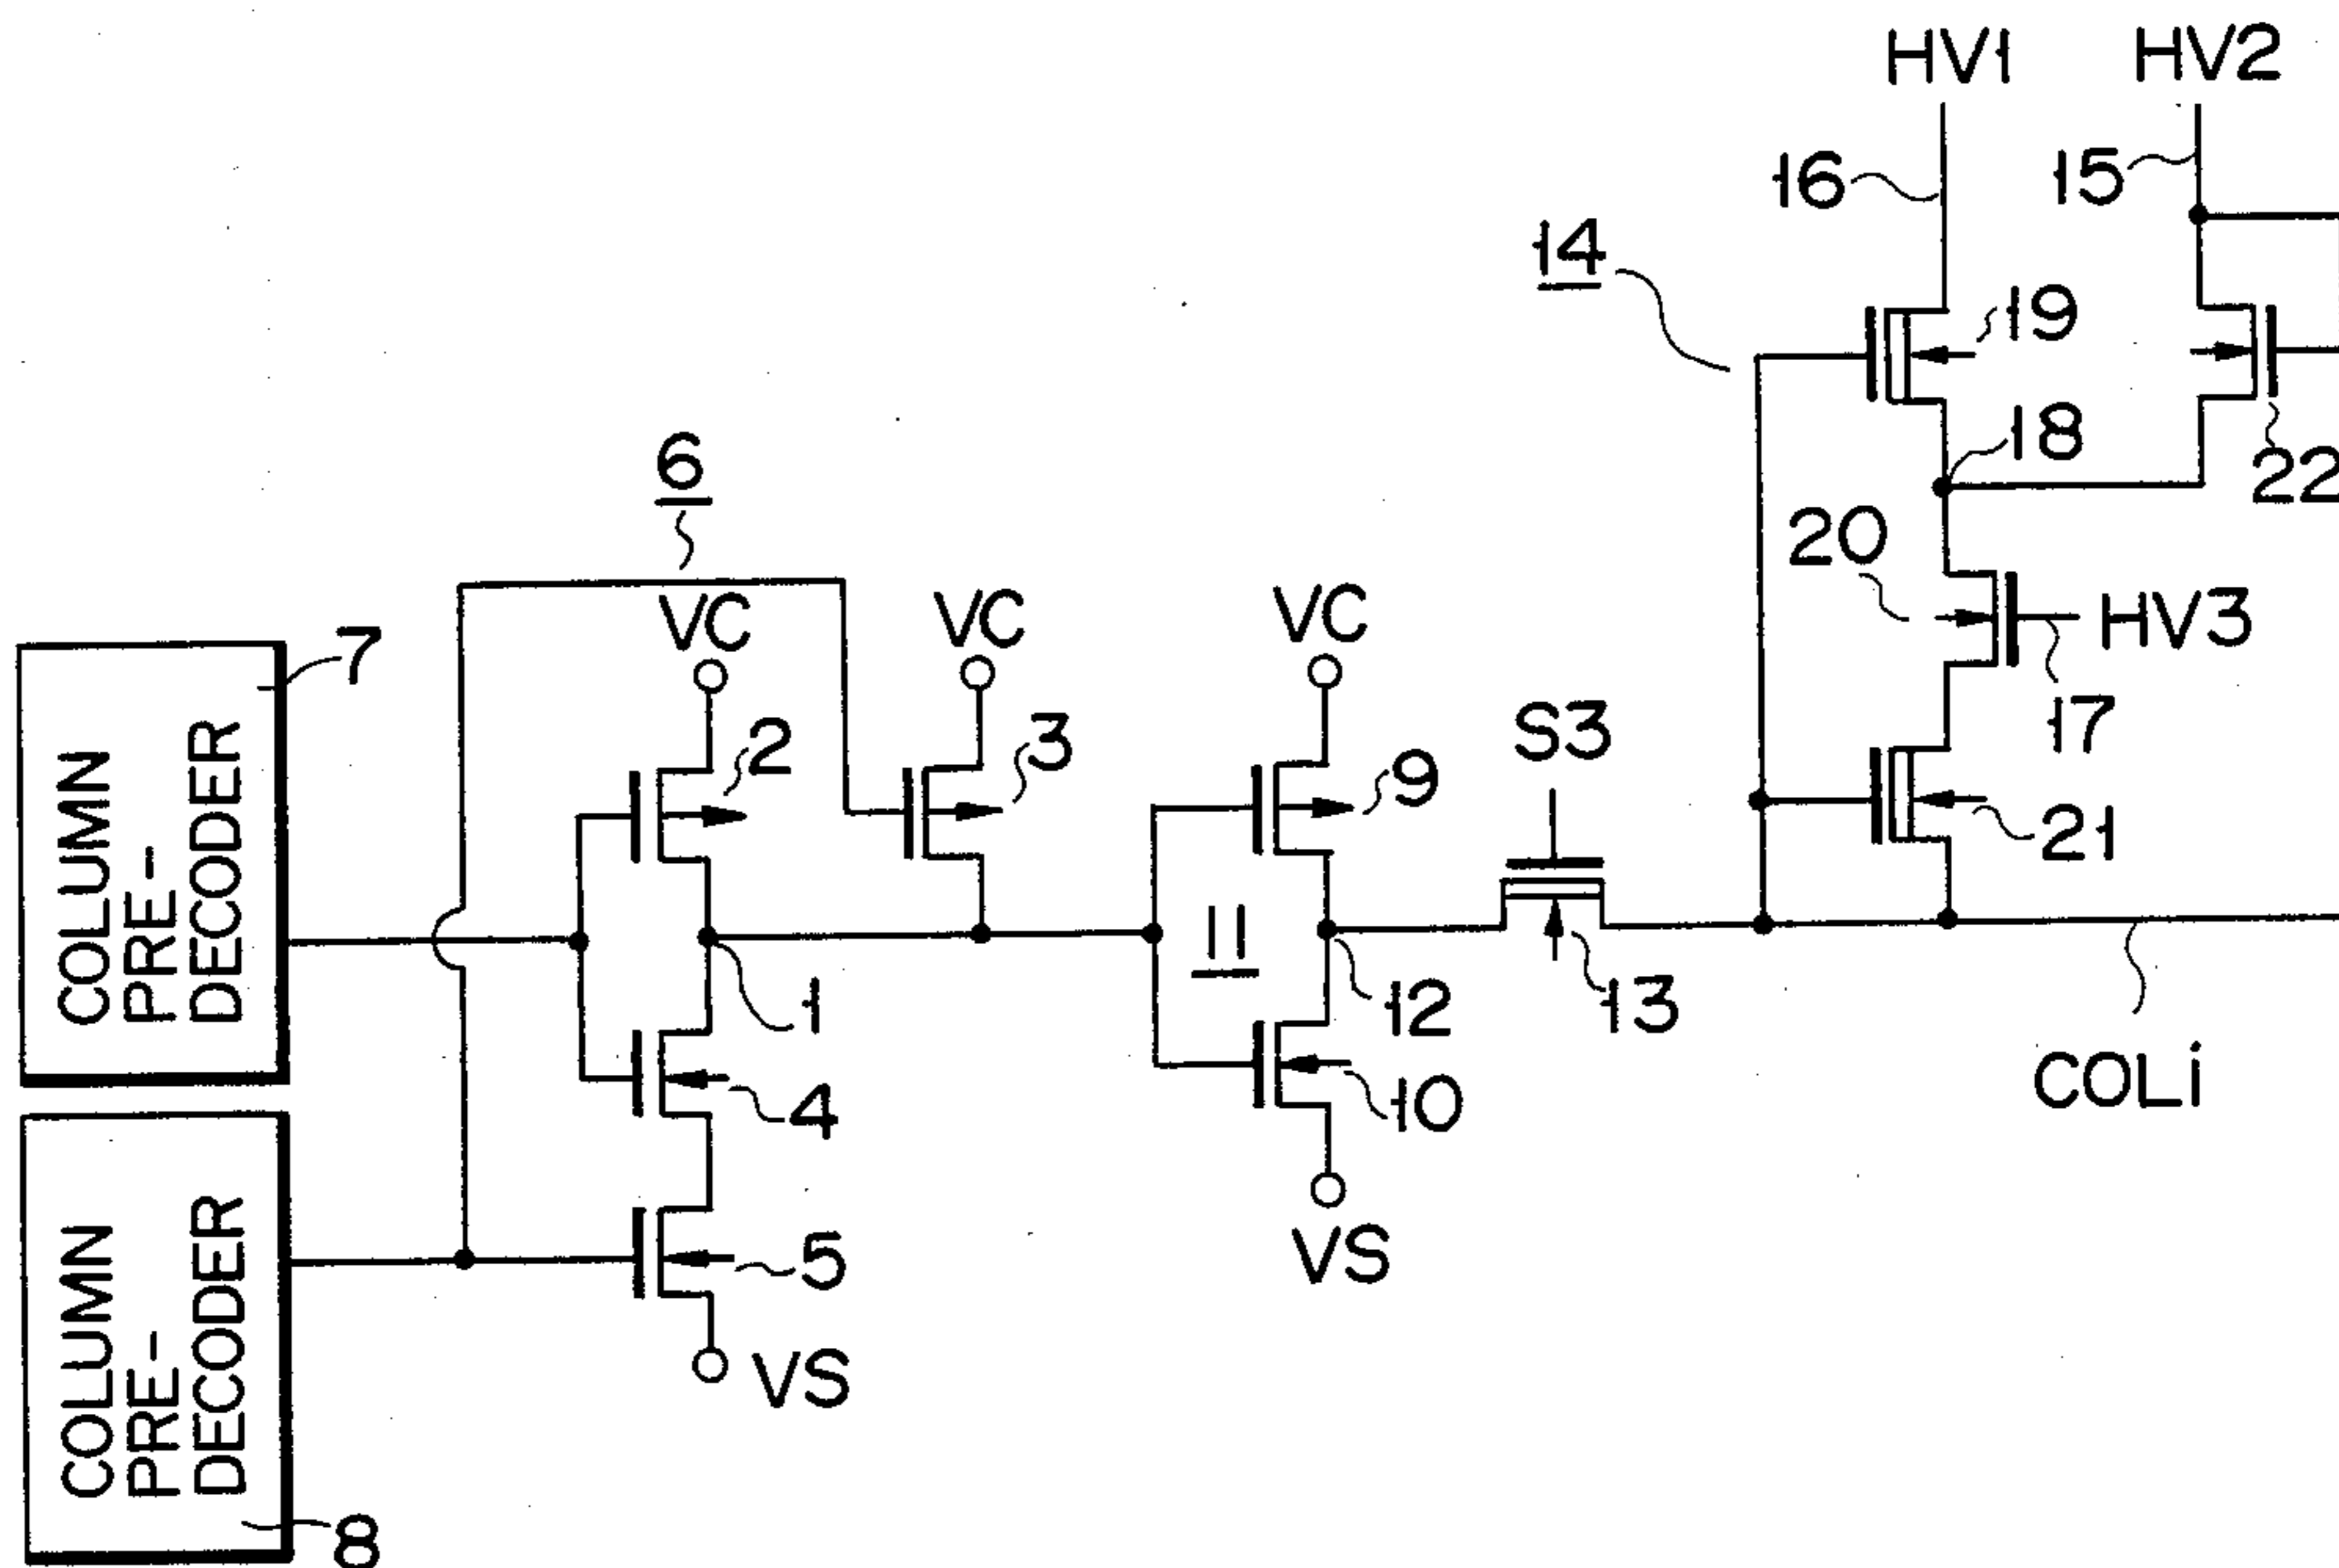 HV1
HV2
16
15
14
19
18
22
6
20
HV3
VC
VC
VC
7
2
3
9
S3
17
21
COLUMN
PRE-
DECODER
11
1
12
13
4
10
COLi
COLUMN
PRE-
DECODER
5
VS
VS
8